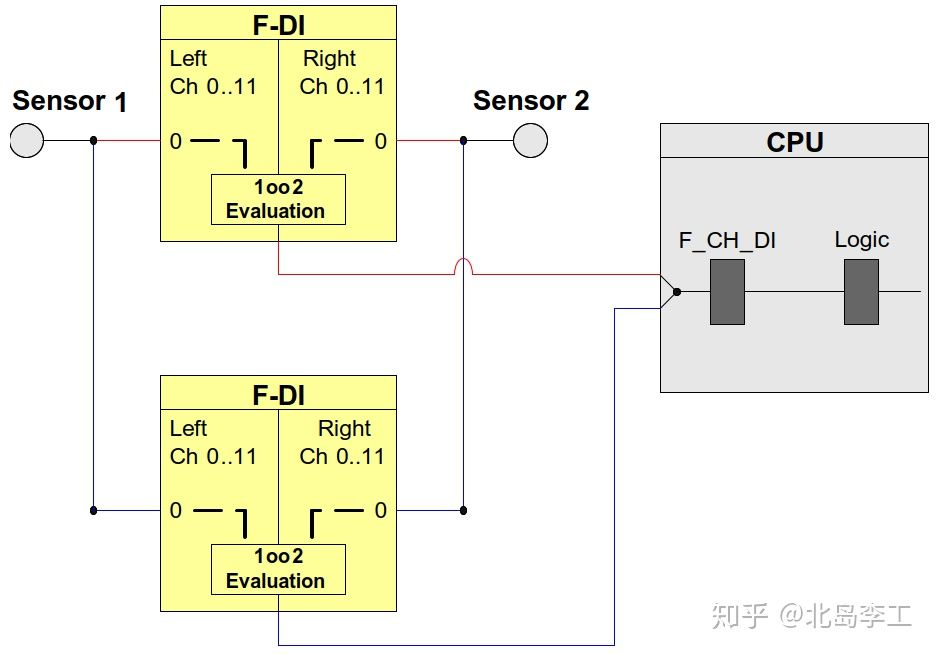 F-DI
Left
Right
Ch 0..11
Ch 0..11
Sensor 1
Sensor 2
0
0
1oo2
Evaluation
CPU
F_CH_DI
Logic
F-DI
Left
Right
Ch 0..11
Ch 0..11
0
0
1oo2
Evaluation
知乎 @北岛李工